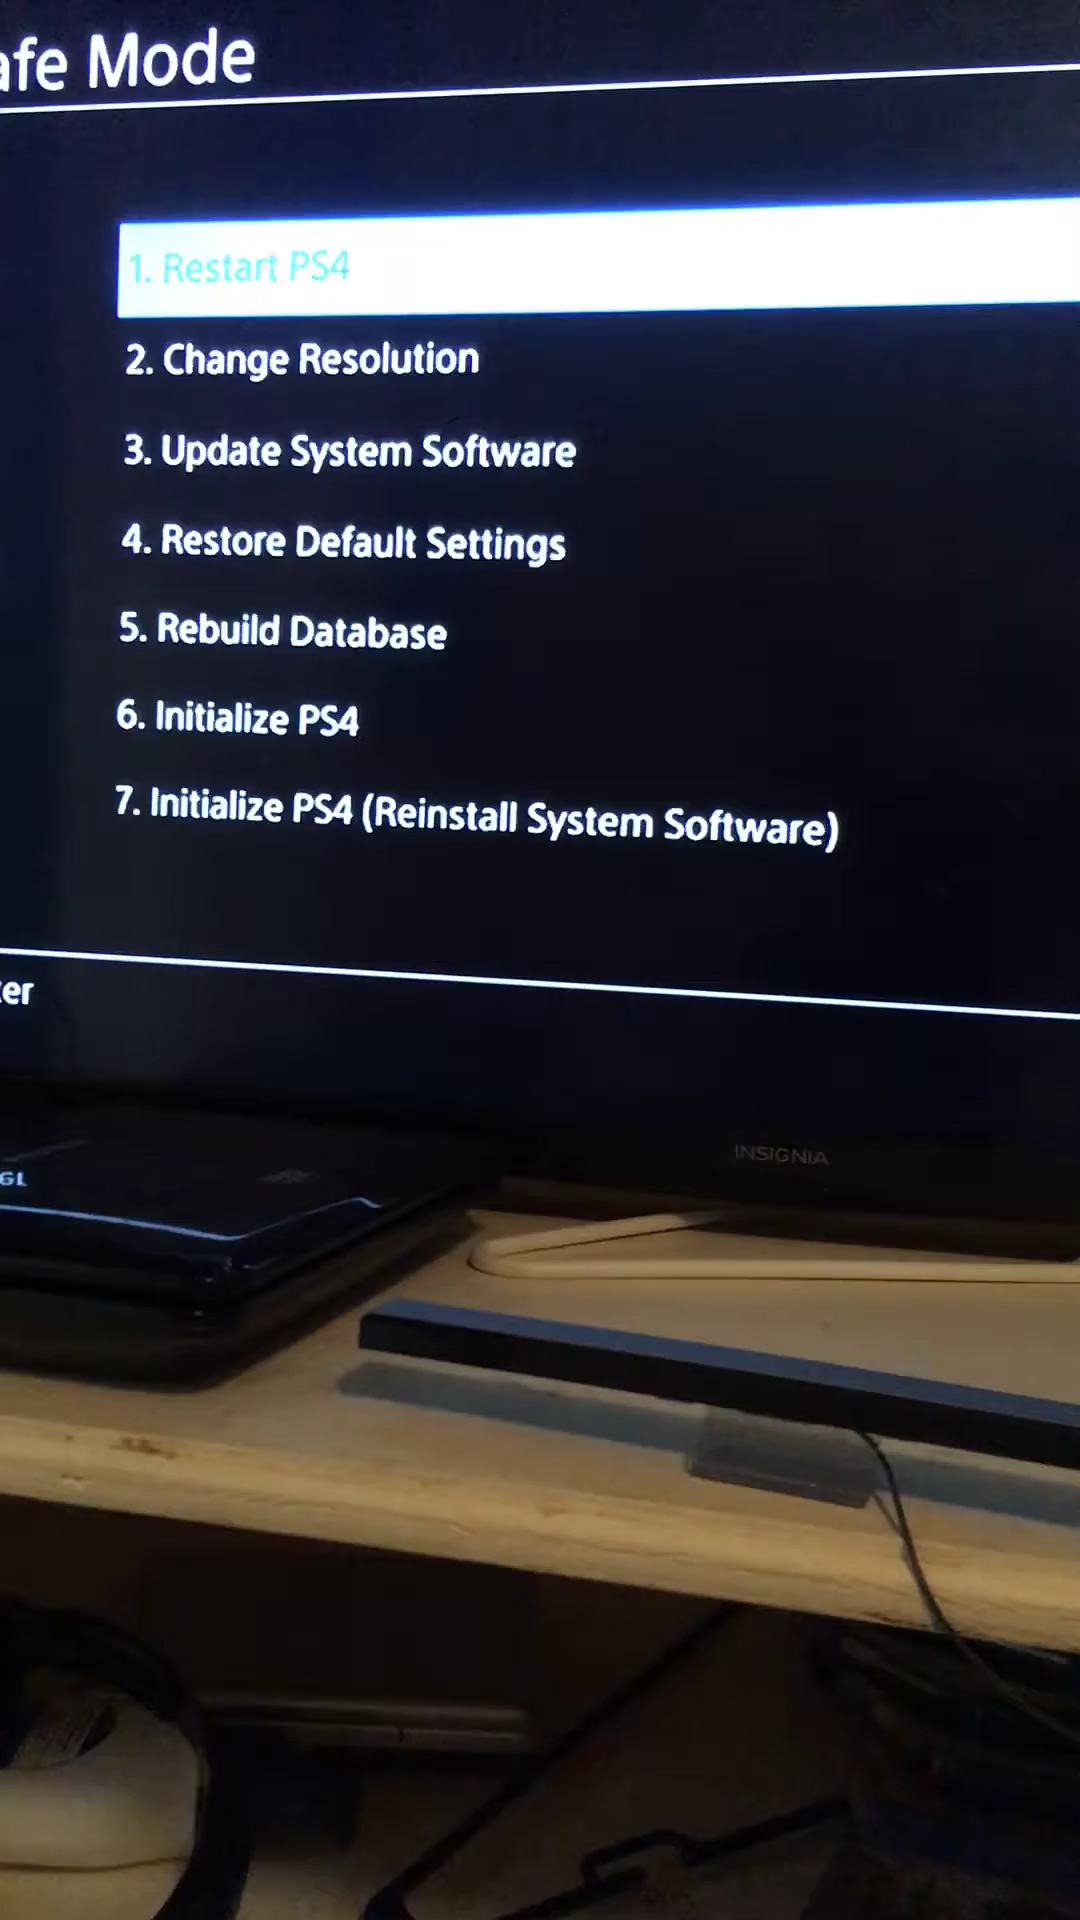 afe Mode
1. Restart PS4
2. Change Resolution
3. Update System Software
4. Restore Default Settings
5. Rebuild Database
6. Initialize PS4
7. Initialize PS4 (Reinstall System Software)
ter
INSIGNIA
GL